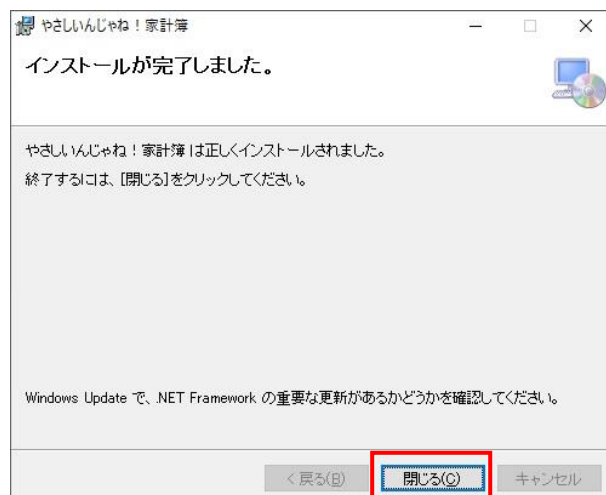 やさしいんじゃね！家計簿
インストールが完了しました。
やさしいんじゃね！家計簿 は正しくインストールされました。
終了するには、[閉じる]をクリックしてください。
Windows Update で、.NET Framework の重要な更新があるかどうかを確認してください。
< 戻る(B)
閉じる(C)
キャンセル